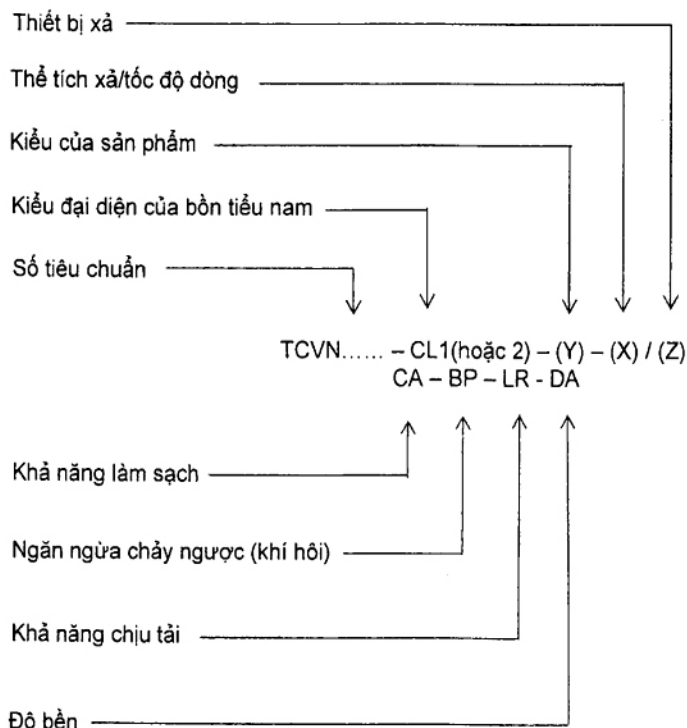 Thiết bị xả
Thể tích xả/tốc độ dòng
Kiểu của sản phẩm
Kiểu đại diện của bồn tiểu nam
Số tiêu chuẩn
TCVN...... – CL1(hoặc 2) – (Y) – (X) / (Z)
CA – BP – LR - DA
Khả năng làm sạch
Ngăn ngừa chảy ngược (khí hôi)
Khả năng chịu tải
Độ bền